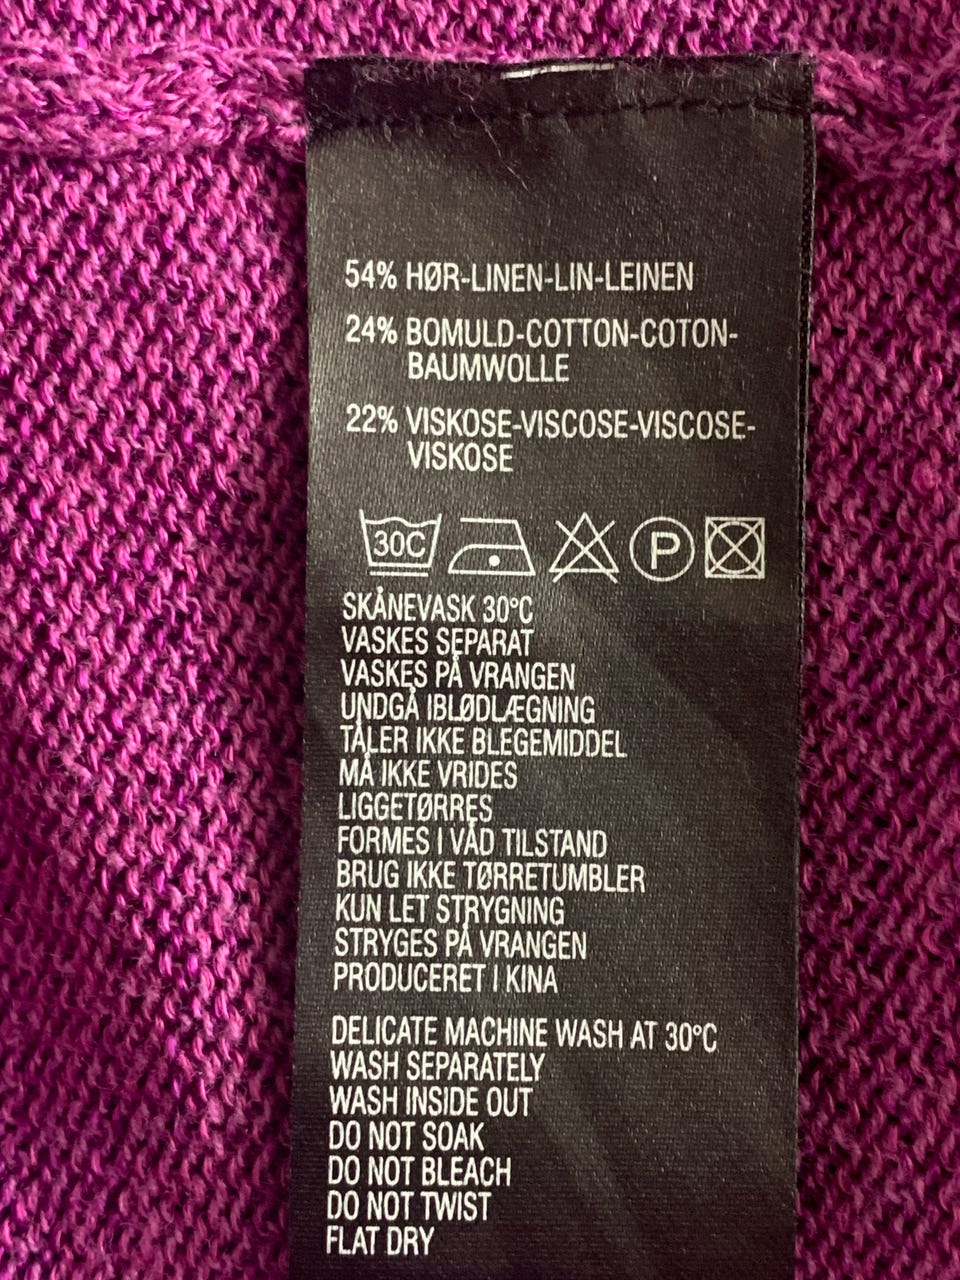 54% HØR-LINEN-LIN-LEINEN
24% BOMULD-COTTON-COTON-
BAUMWOLLE
22% VISKOSE-VISCOSE-VISCOSE-
VISKOSE
30C P
SKÅNEVASK 30°C
VASKES SEPARAT
VASKES PÅ VRANGEN
UNDGÅ IBLØDLÆGNING
TÅLER IKKE BLEGEMIDDEL
MÅ IKKE VRIDES
LIGGETØRRES
FORMES I VÅD TILSTAND
BRUG IKKE TØRRETUMBLER
KUN LET STRYGNING
STRYGES PÅ VRANGEN
PRODUCERET I KINA
DELICATE MACHINE WASH AT 30°C
WASH SEPARATELY
WASH INSIDE OUT
DO NOT SOAK
DO NOT BLEACH
DO NOT TWIST
FLAT DRY